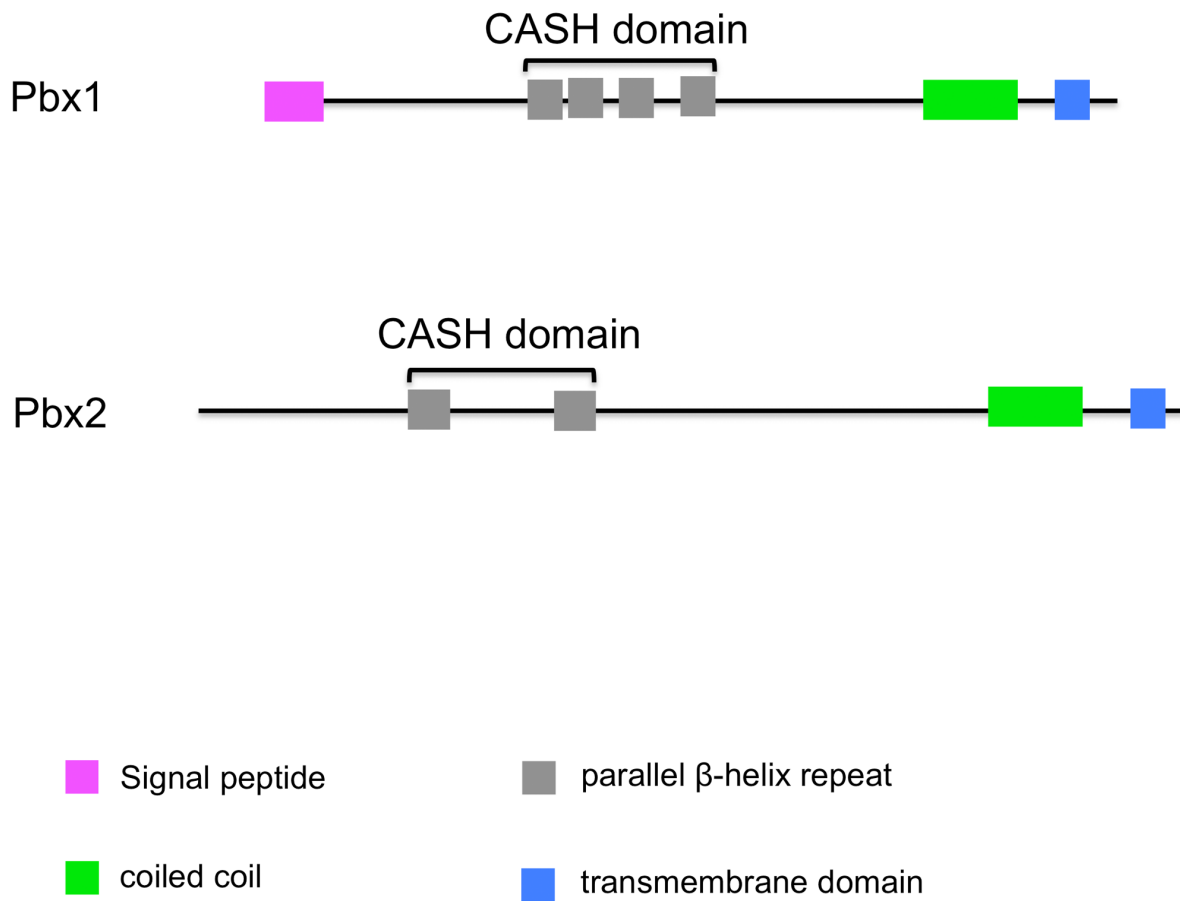 CASH domain
Pbx1
CASH domain
Pbx2
Signal peptide
parallel β-helix repeat
coiled coil
transmembrane domain